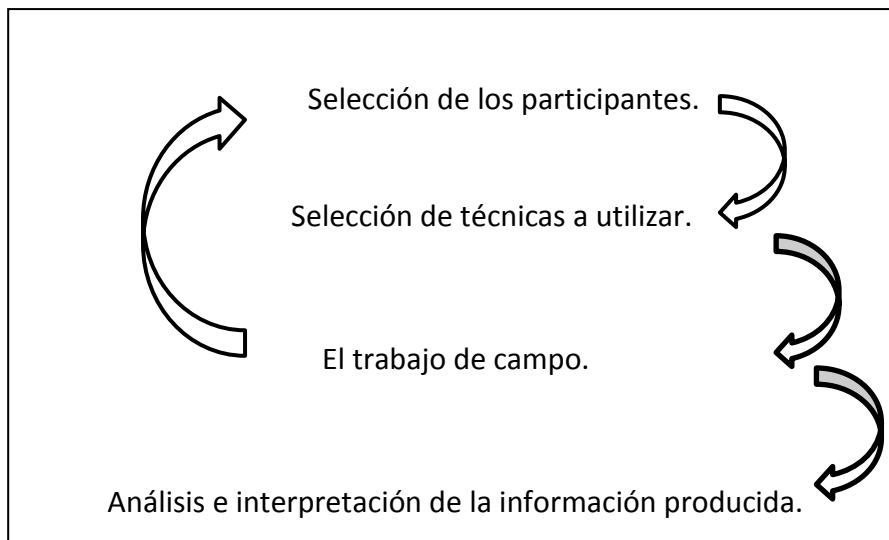 Selección de los participantes.
Selección de técnicas a utilizar.
El trabajo de campo.
Análisis e interpretación de la información producida.